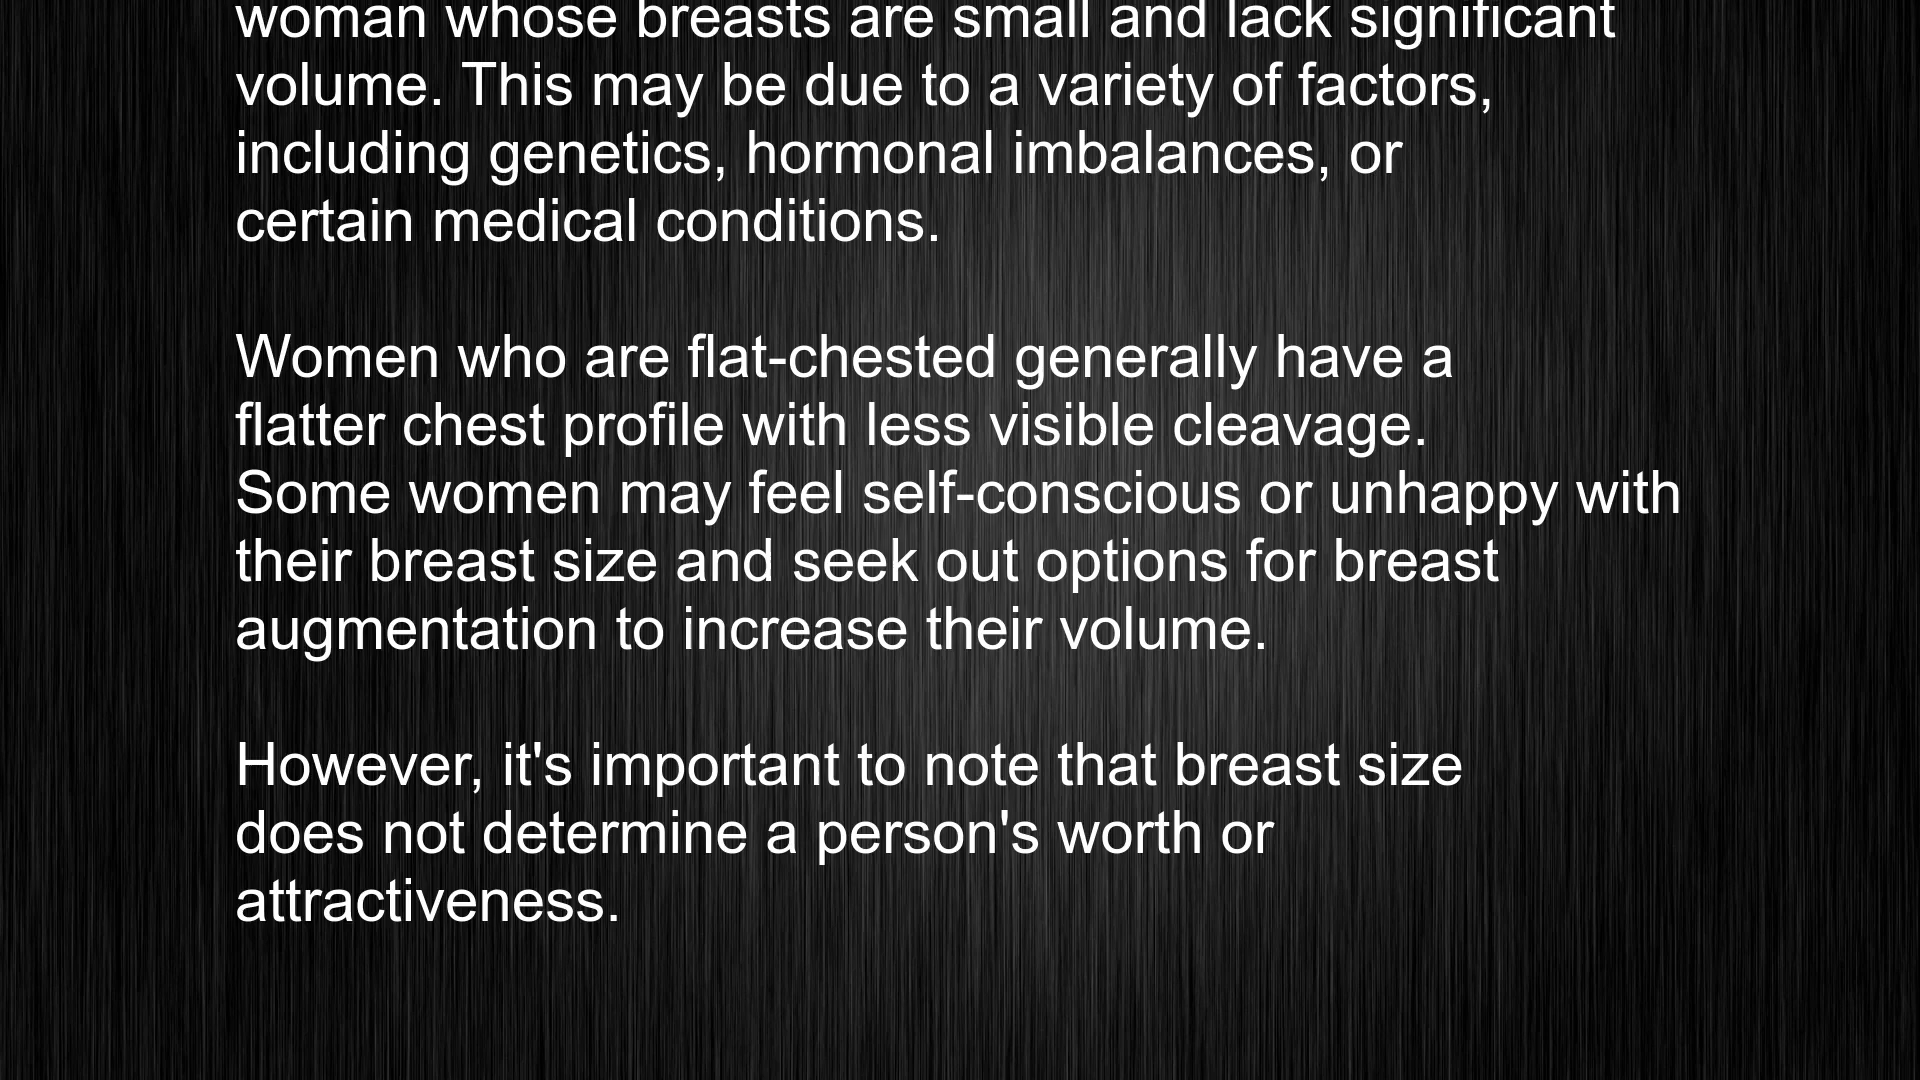 woman whose breasts are small and lack significant
volume. This may be due to a variety of factors,
including genetics, hormonal imbalances, or
certain medical conditions.
Women who are flat-chested generally have a
flatter chest profile with less visible cleavage.
Some women may feel self-conscious or unhappy with
their breast size and seek out options for breast
augmentation to increase their volume.
However, it's important to note that breast size
does not determine a person's worth or
attractiveness.